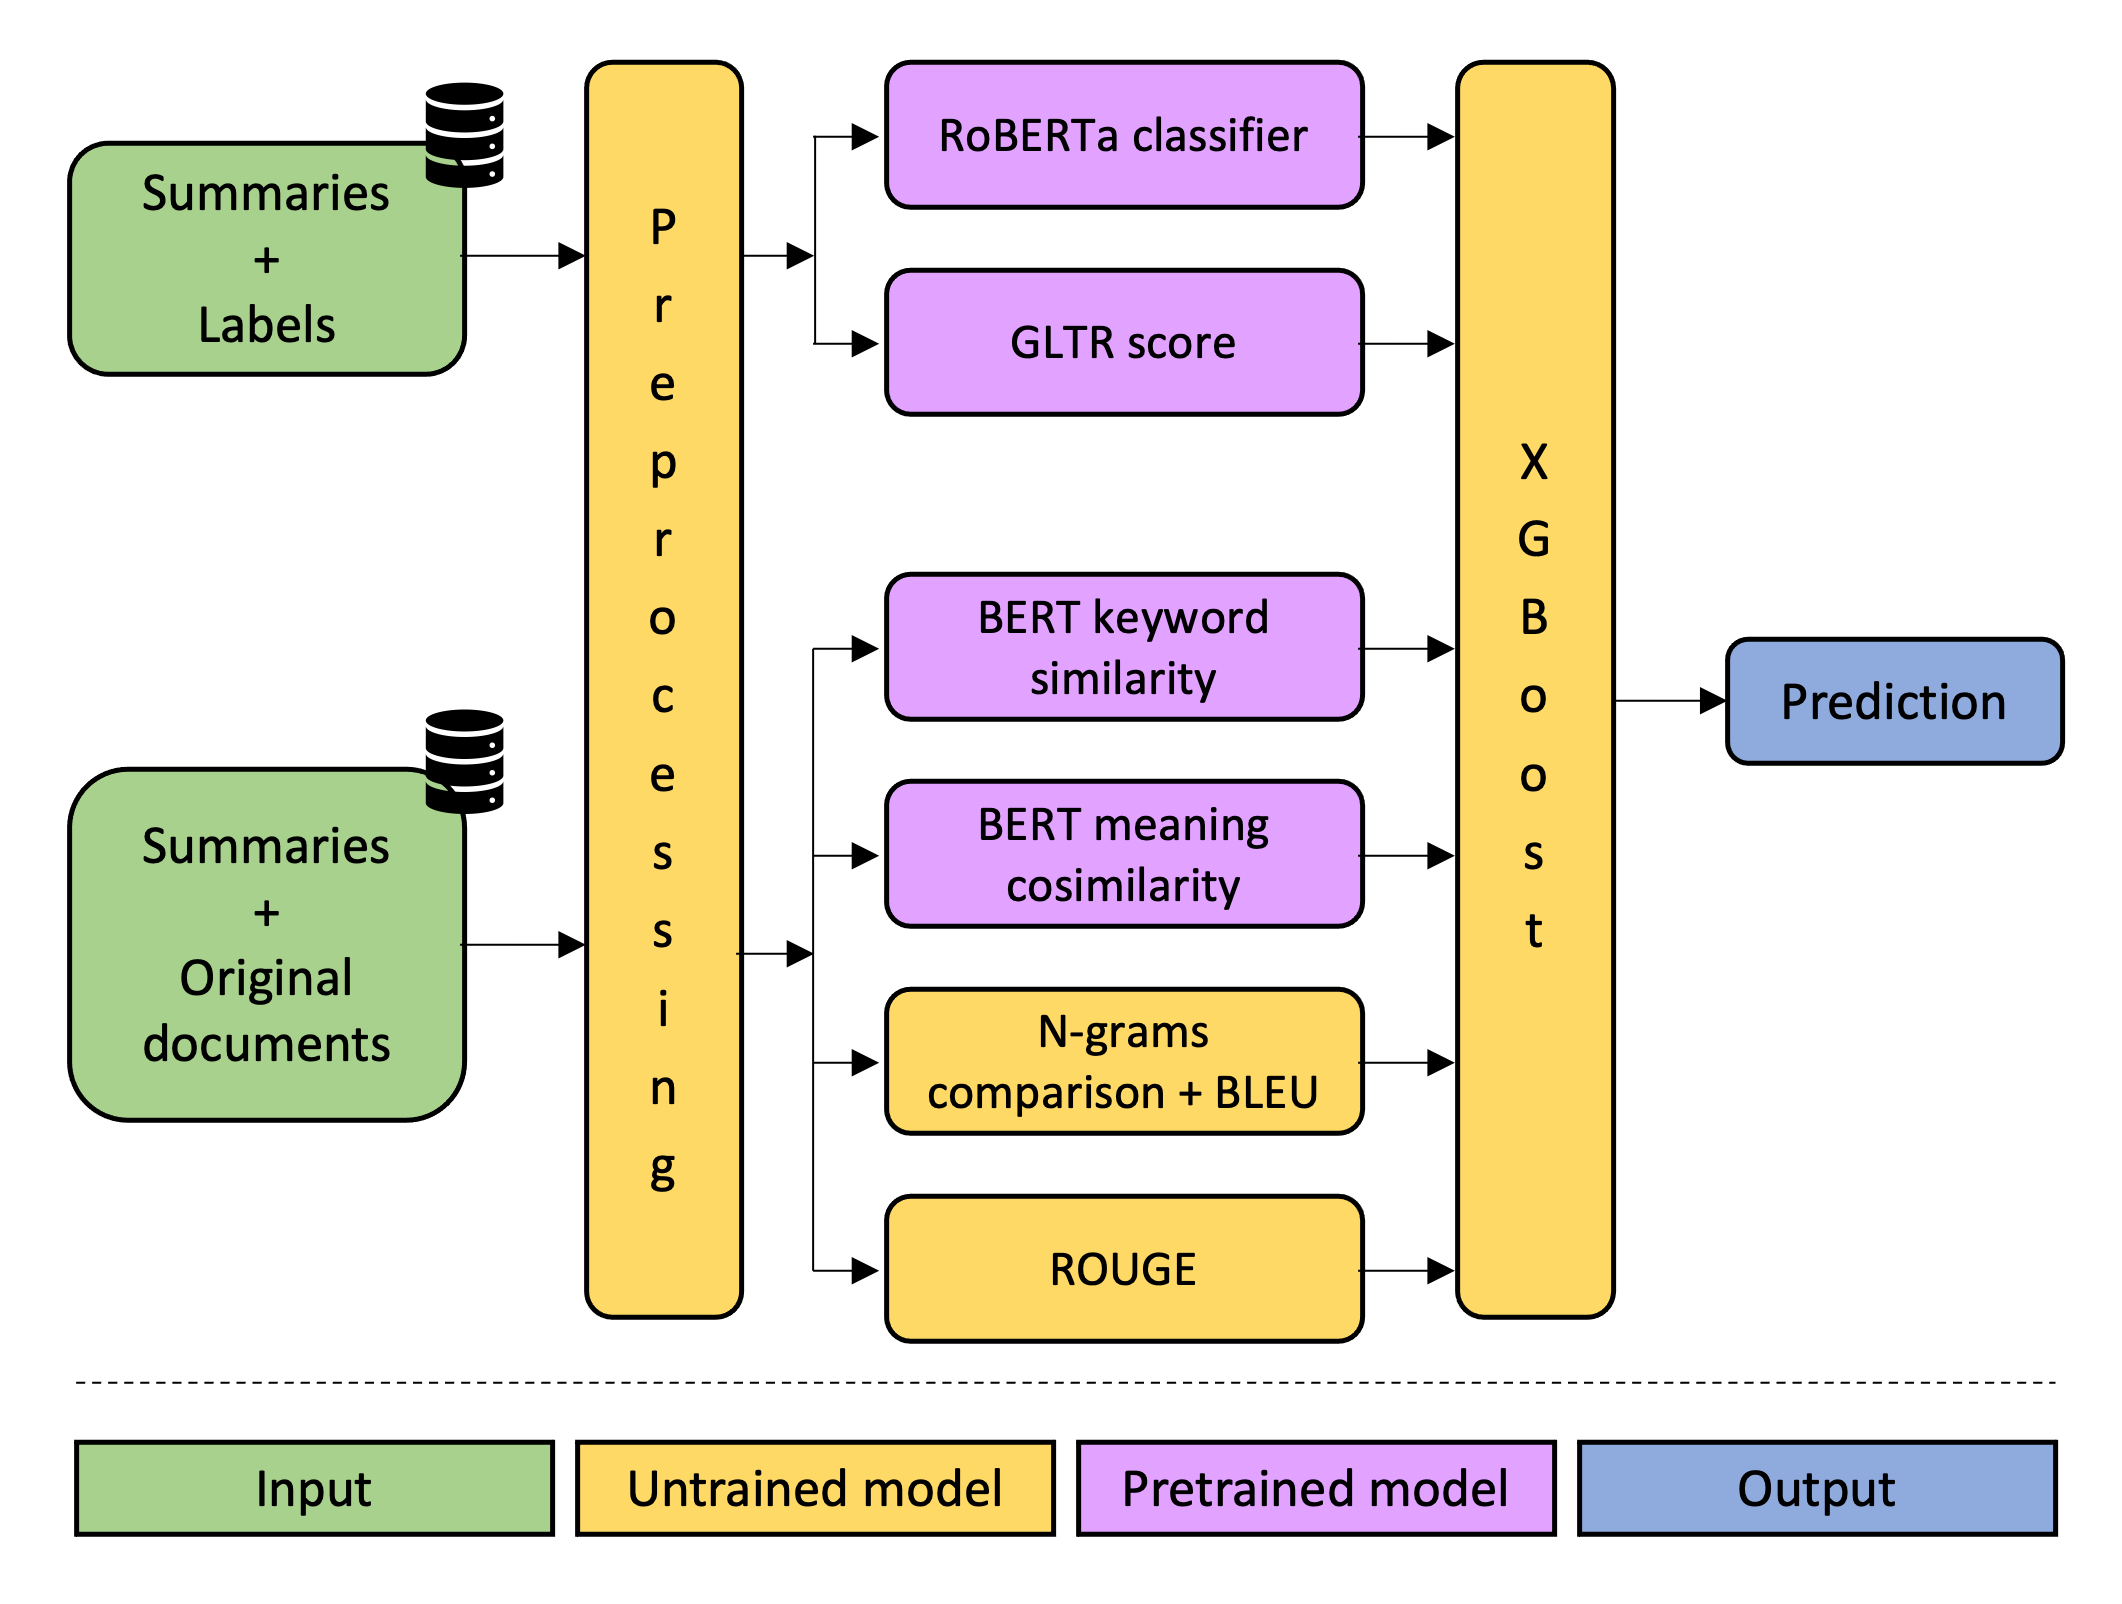 Summaries
+
Labels
Summaries
+
Original
documents
Preprocessing
RoBERTa classifier
GLTR score
BERT keyword
similarity
BERT meaning
cosimilarity
N-grams
comparison + BLEU
ROUGE
XGBoost
Prediction
Input
Untrained model
Pretrained model
Output